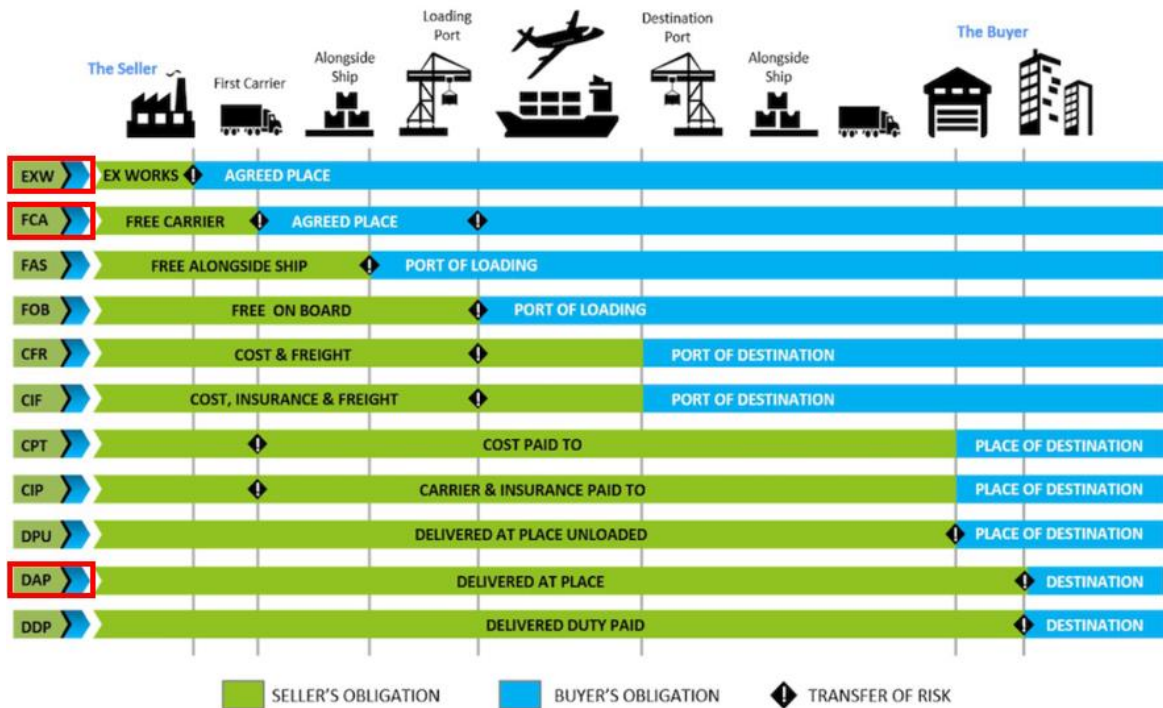 Loading
Port
Destination
Port
The Buyer
Alongside
Ship
Alongside
Ship
The Seller
First Carrier
EXW EX WORKS AGREED PLACE
FCA FREE CARRIER AGREED PLACE
FAS FREE ALONGSIDE SHIP PORT OF LOADING
FOB FREE ON BOARD PORT OF LOADING
CFR COST & FREIGHT PORT OF DESTINATION
CIF COST, INSURANCE & FREIGHT PORT OF DESTINATION
CPT COST PAID TO PLACE OF DESTINATION
CIP CARRIER & INSURANCE PAID TO PLACE OF DESTINATION
DPU DELIVERED AT PLACE UNLOADED PLACE OF DESTINATION
DAP DELIVERED AT PLACE DESTINATION
DDP DELIVERED DUTY PAID DESTINATION
SELLER'S OBLIGATION BUYER'S OBLIGATION TRANSFER OF RISK